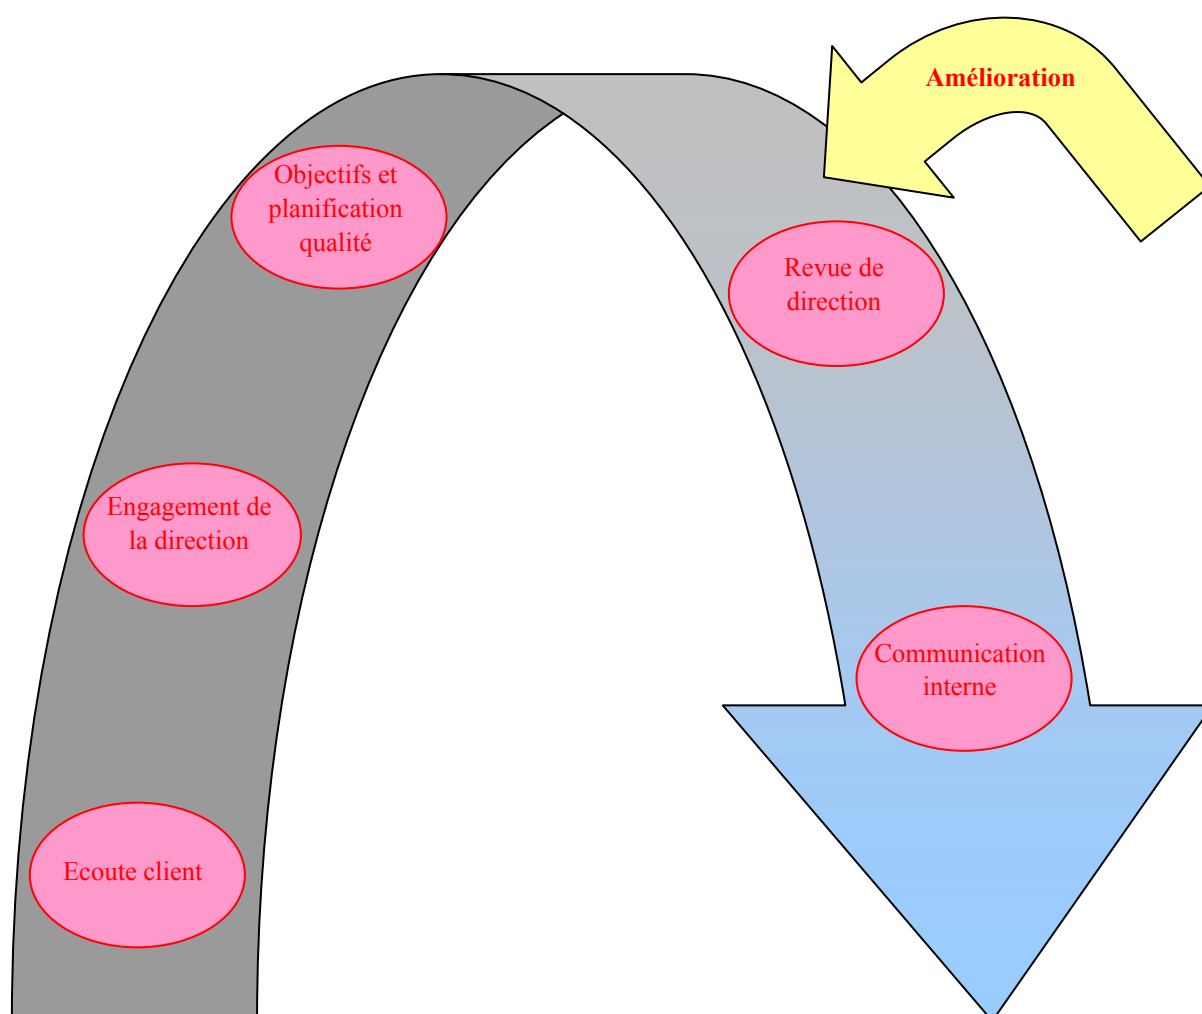 Amélioration
Objectifs et
planification
qualité
Revue de
direction
Engagement de
la direction
Communication
interne
Ecoute client